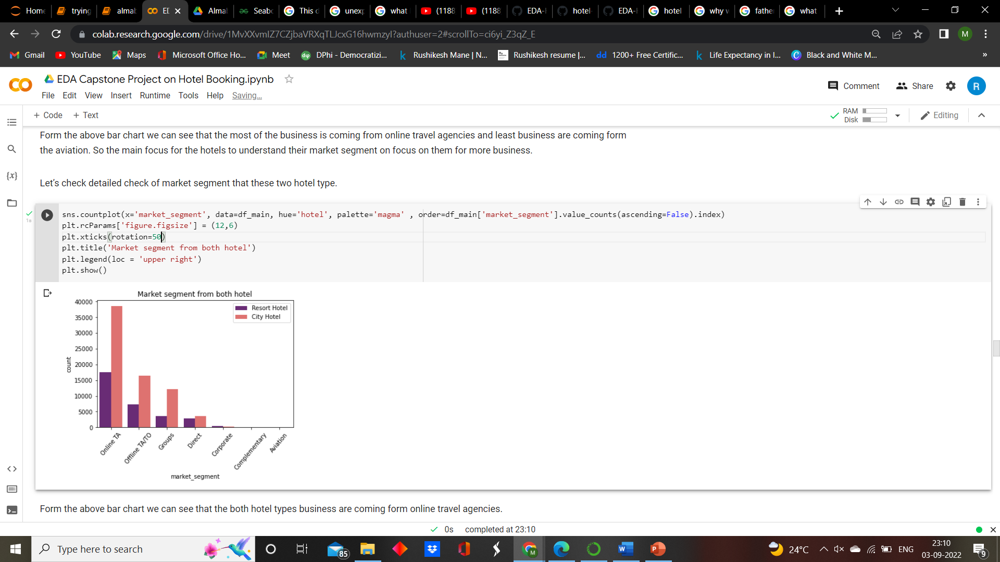 Home
trying
almab
EL
Almal
Seabo
This d
unexp
what
(1188
(1188
EDA-
hotel-
EDA-
hotel
why w
father
what
colab.research.google.com/drive/1MvXXvmIZ7CZjbaVRXqTLJcxG16hwmzyI?authuser=2#scrollTo=ci6yi_Z3qZ_E
M
Gmail
YouTube
Maps
Microsoft Office Ho...
Meet
DPhi - Democratizi...
Rushikesh Mane | N...
Rushikesh resume |...
1200+ Free Certific...
Life Expectancy in I...
Black and White M...
EDA Capstone Project on Hotel Booking.ipynb
File Edit View Insert Runtime Tools Help Saving...
Comment
Share
R
+ Code + Text
RAM
Disk
Editing
Form the above bar chart we can see that the most of the business is coming from online travel agencies and least business are coming form
the aviation. So the main focus for the hotels to understand their market segment on focus on them for more business.
Let's check detailed check of market segment that these two hotel type.
1s
sns.countplot(x='market_segment', data=df_main, hue='hotel', palette='magma' , order=df_main['market_segment'].value_counts(ascending=False).index)
plt.rcParams['figure.figsize'] = (12,6)
plt.xticks(rotation=50)
plt.title('Market segment from both hotel')
plt.legend(loc = 'upper right')
plt.show()
Market segment from both hotel
Resort Hotel
City Hotel
40000
35000
30000
25000
20000
15000
10000
5000
0
count
Online TA
Offline TA/TO
Groups
Direct
Corporate
Complementary
Aviation
market_segment
Form the above bar chart we can see that the both hotel types business are coming form online travel agencies.
0s completed at 23:10
Type here to search
85
24°C
ENG
23:10
03-09-2022
9